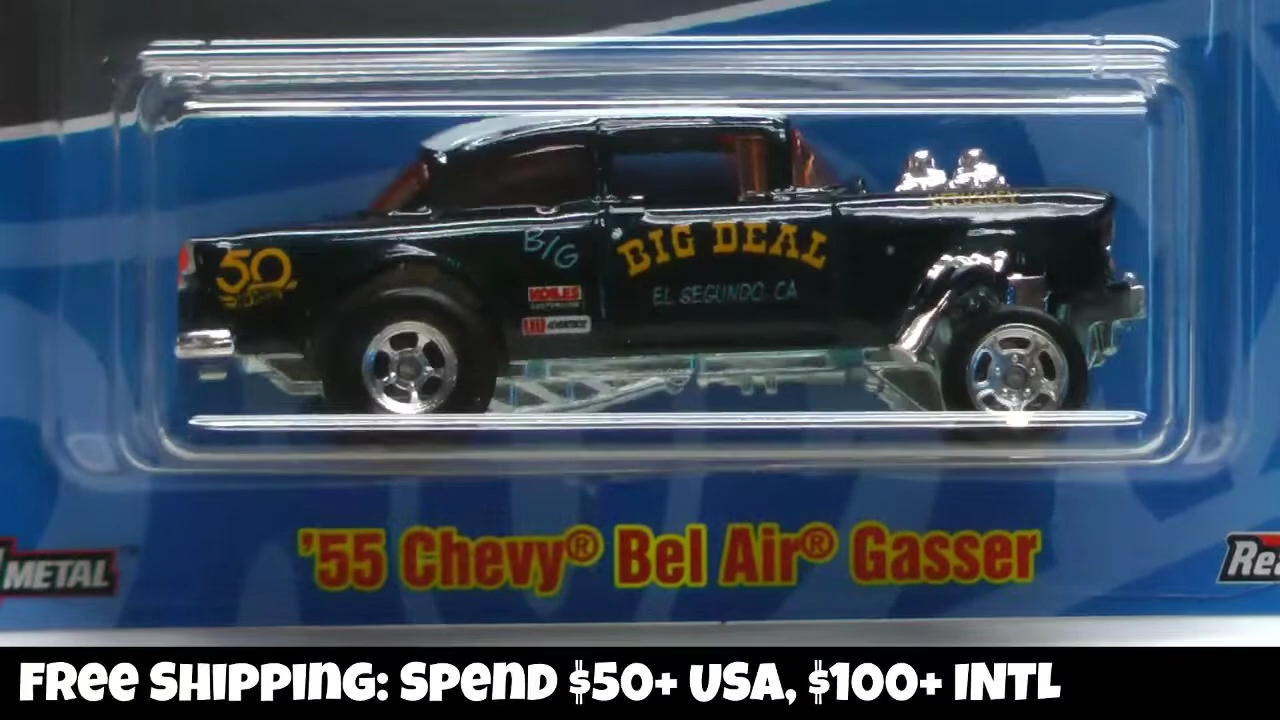 BIG DEAL
EL SEGUNDO CA
50
B/G
'55 Chevy® Bel Air® Gasser
METAL
Rea
FREE SHIPPING: SPEND $50+ USA, $100+ INTL